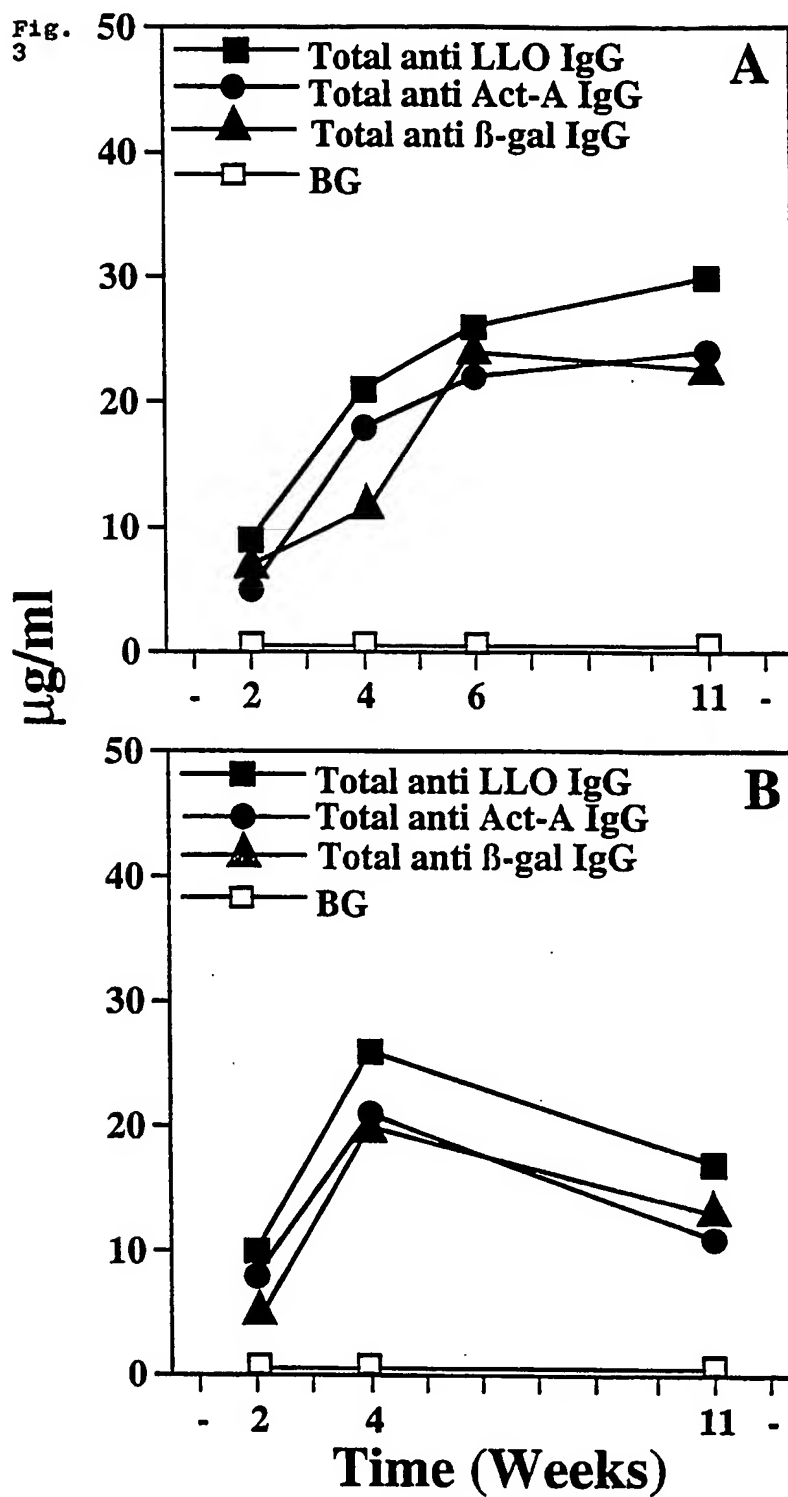 Fig.
3
50
Total anti LLO IgG
A
Total anti Act-A IgG
Total anti ß-gal IgG
40
BG
30
20
10
0
- 2 4 6 11 -
µg/ml
50
Total anti LLO IgG
B
Total anti Act-A IgG
Total anti ß-gal IgG
40
BG
30
20
10
0
- 2 4 11 -
Time (Weeks)